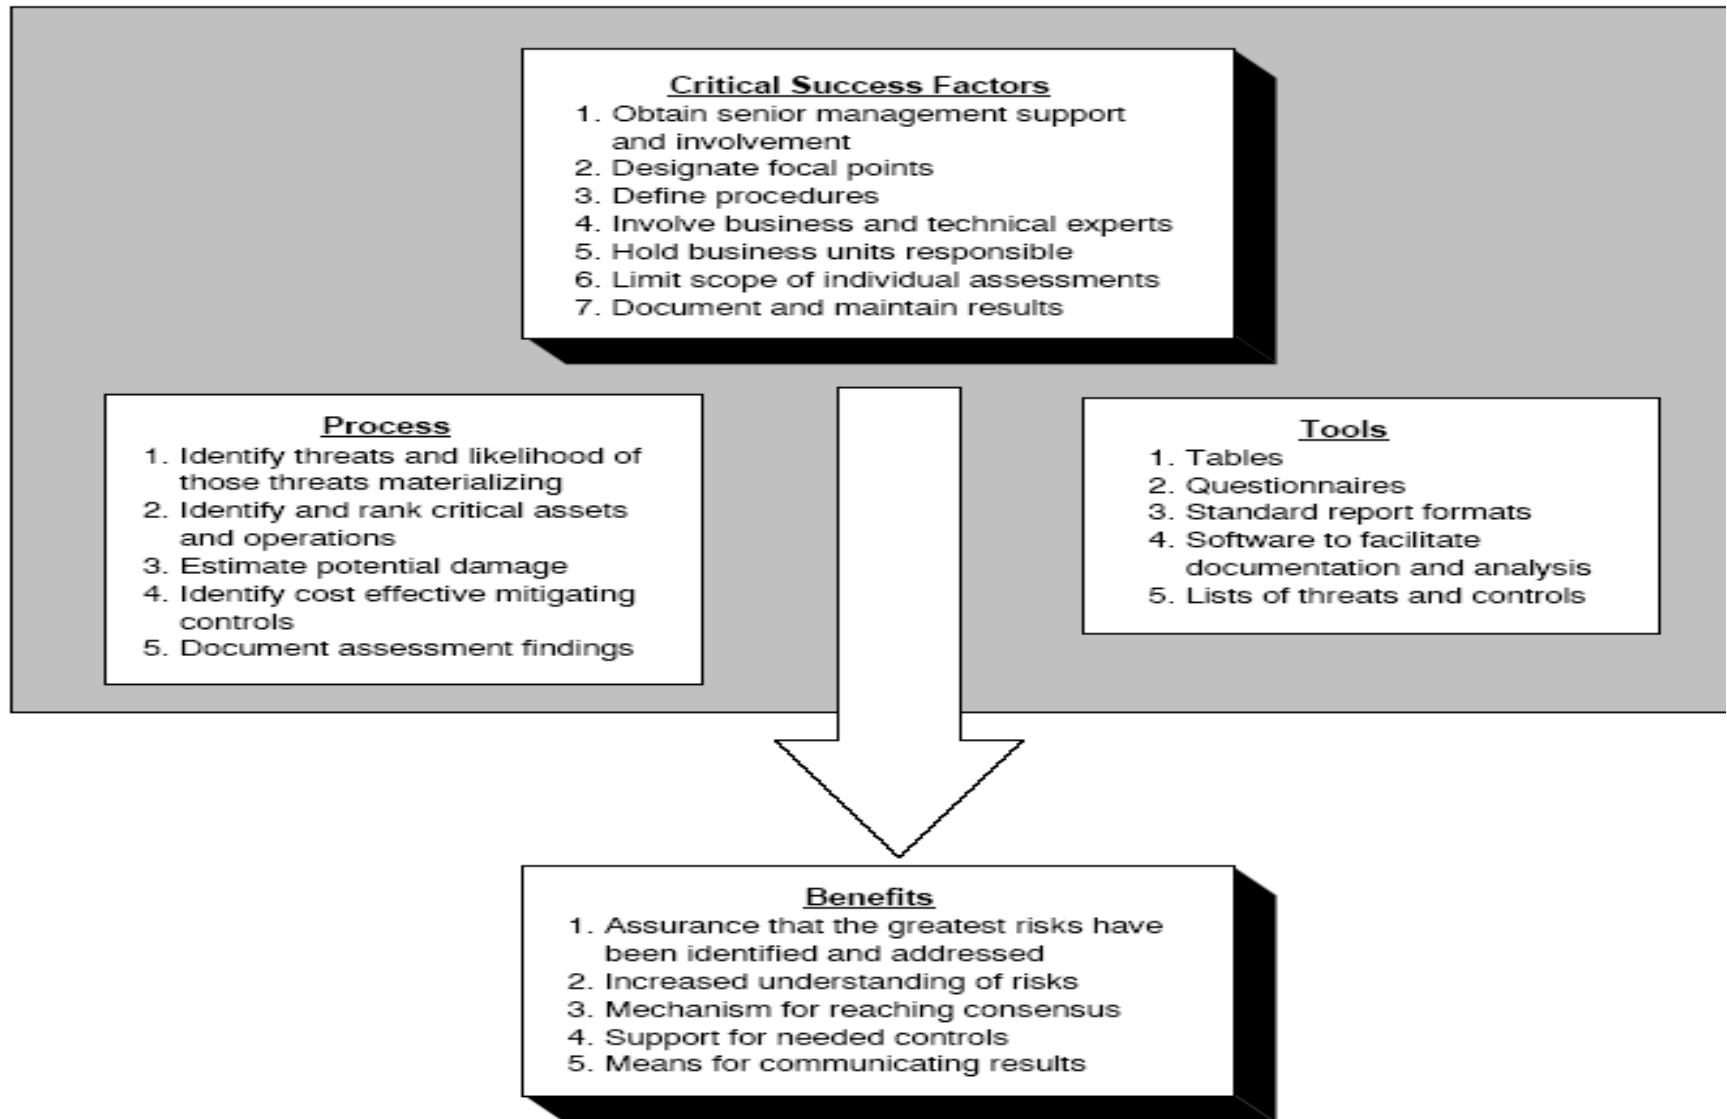 Critical Success Factors
1. Obtain senior management support
and involvement
2. Designate focal points
3. Define procedures
4. Involve business and technical experts
5. Hold business units responsible
6. Limit scope of individual assessments
7. Document and maintain results
Process
1. Identify threats and likelihood of
those threats materializing
2. Identify and rank critical assets
and operations
3. Estimate potential damage
4. Identify cost effective mitigating
controls
5. Document assessment findings
Tools
1. Tables
2. Questionnaires
3. Standard report formats
4. Software to facilitate
documentation and analysis
5. Lists of threats and controls
Benefits
1. Assurance that the greatest risks have
been identified and addressed
2. Increased understanding of risks
3. Mechanism for reaching consensus
4. Support for needed controls
5. Means for communicating results